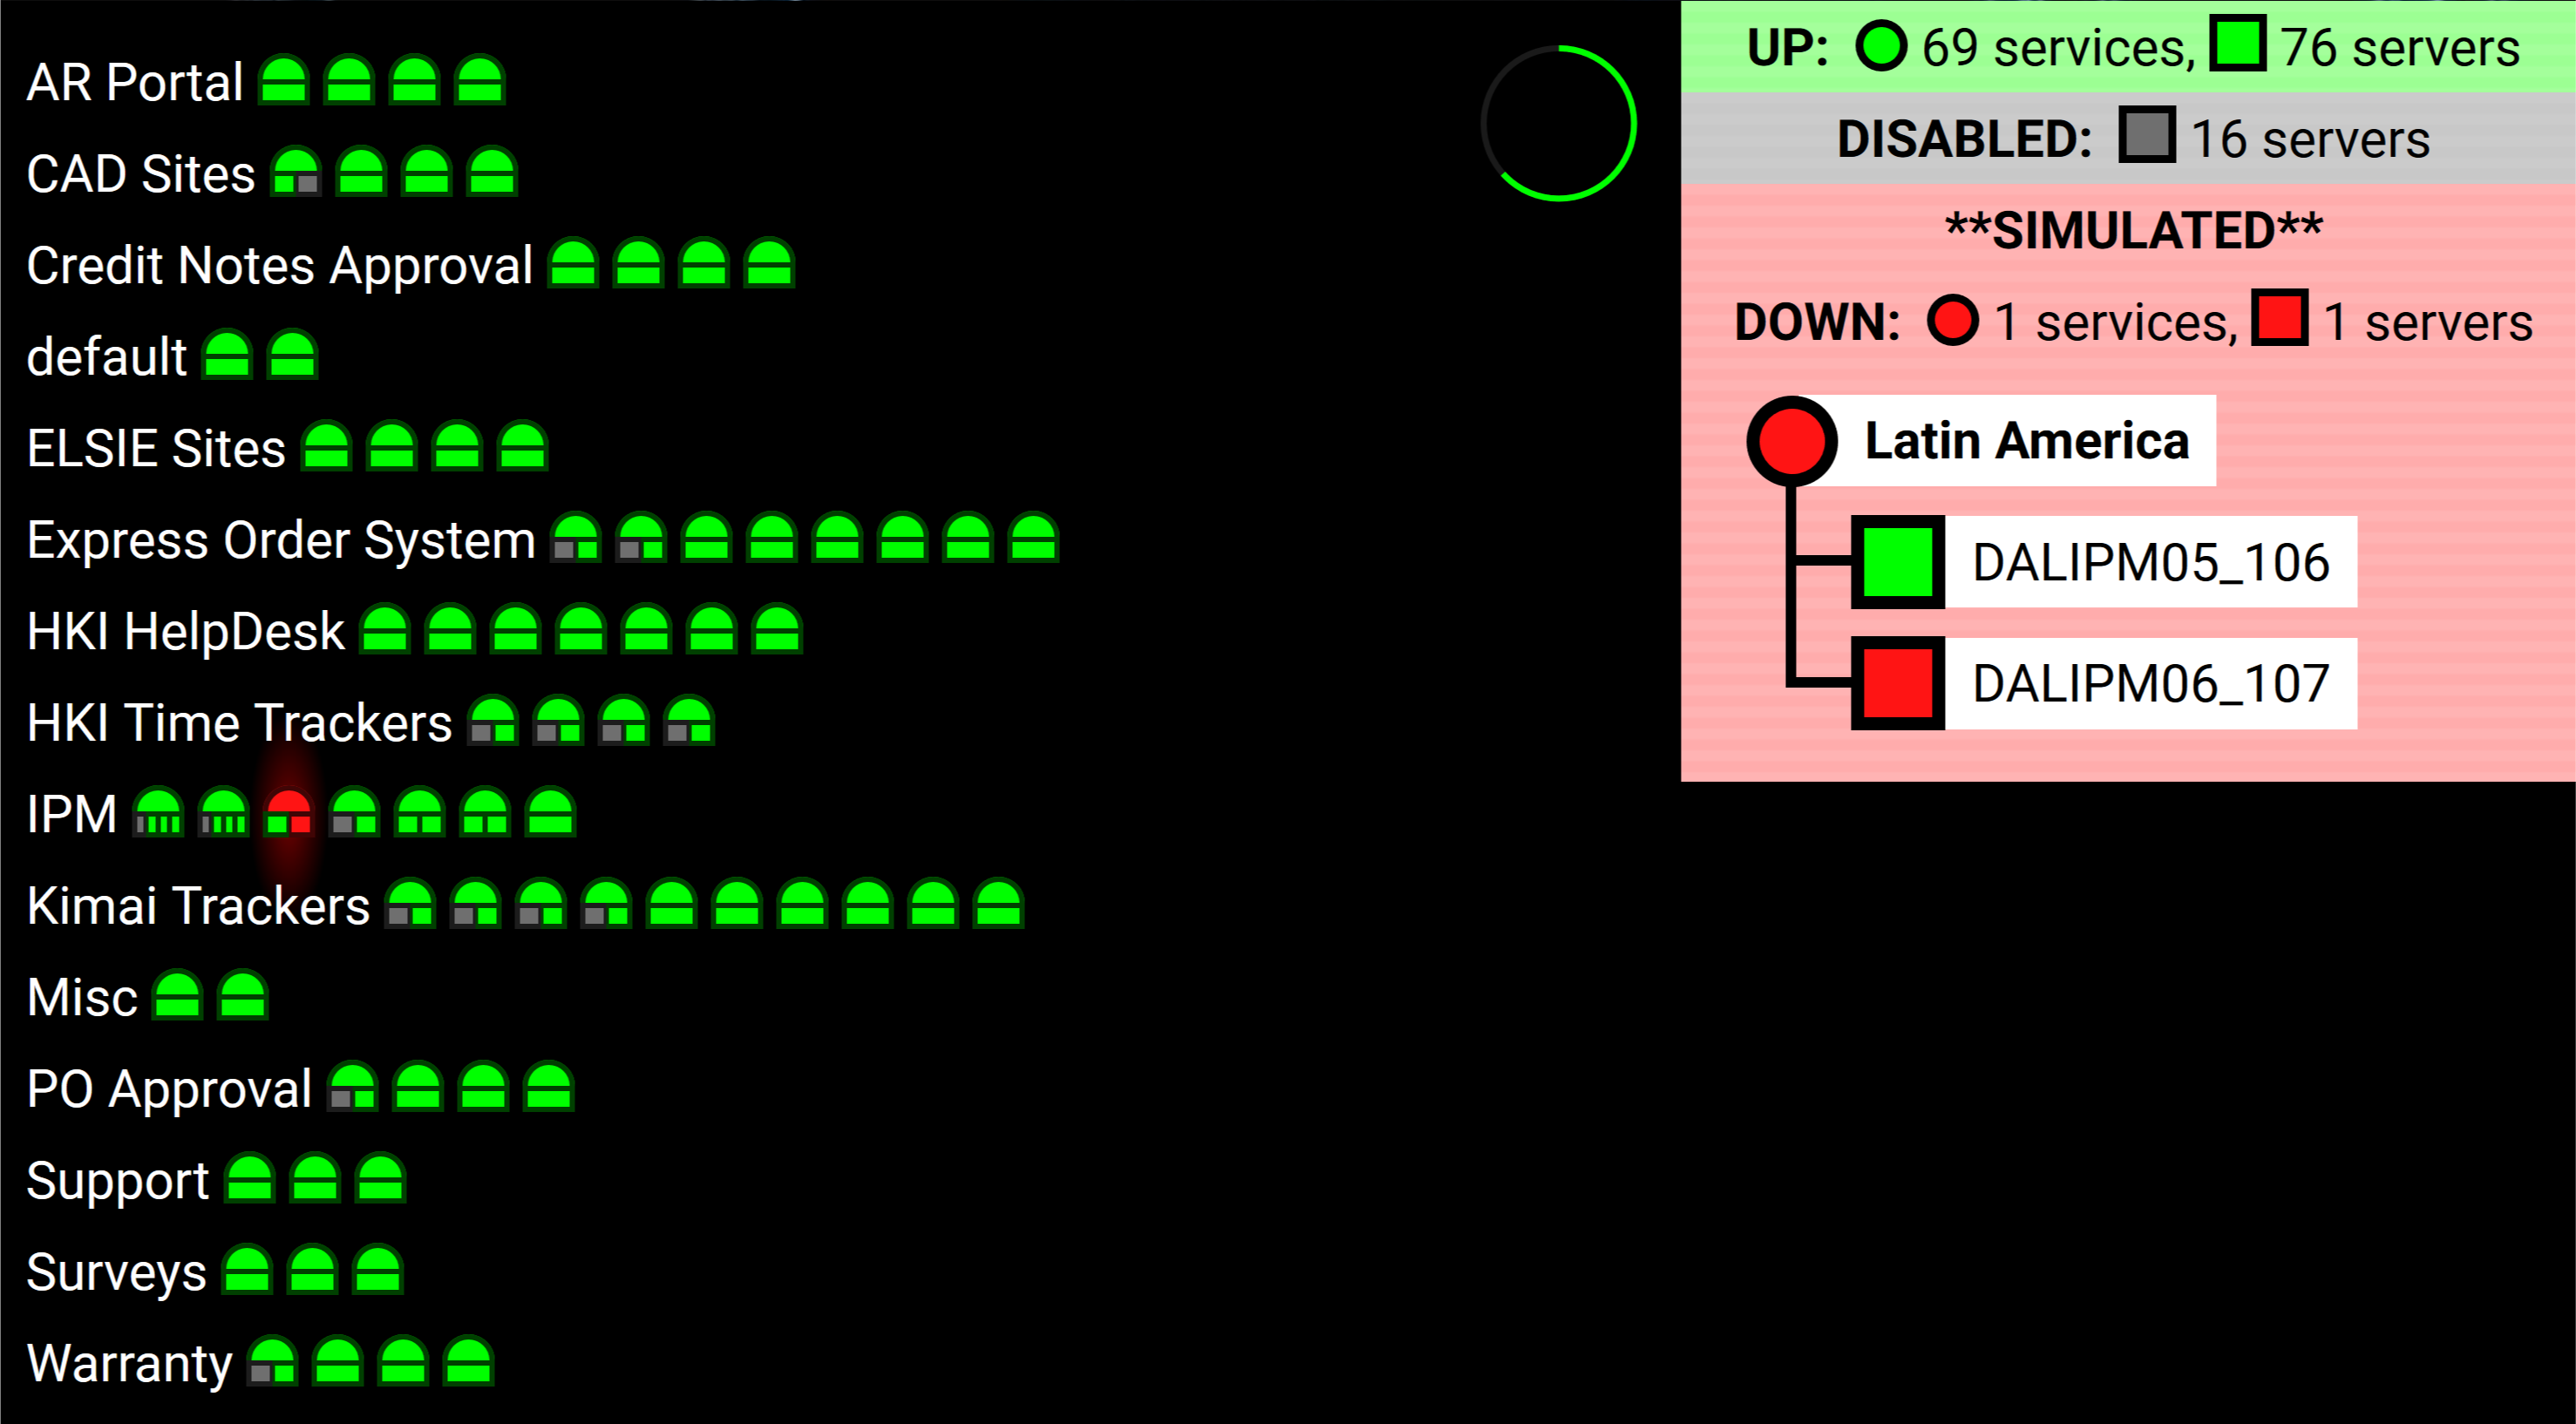 AR Portal
CAD Sites
Credit Notes Approval
default
ELSIE Sites
Express Order System
HKI HelpDesk
HKI Time Trackers
IPM
Kimai Trackers
Misc
PO Approval
Support
Surveys
Warranty
UP: 69 services, 76 servers
DISABLED: 16 servers
**SIMULATED**
DOWN: 1 services, 1 servers
Latin America
DALIPM05_106
DALIPM06_107